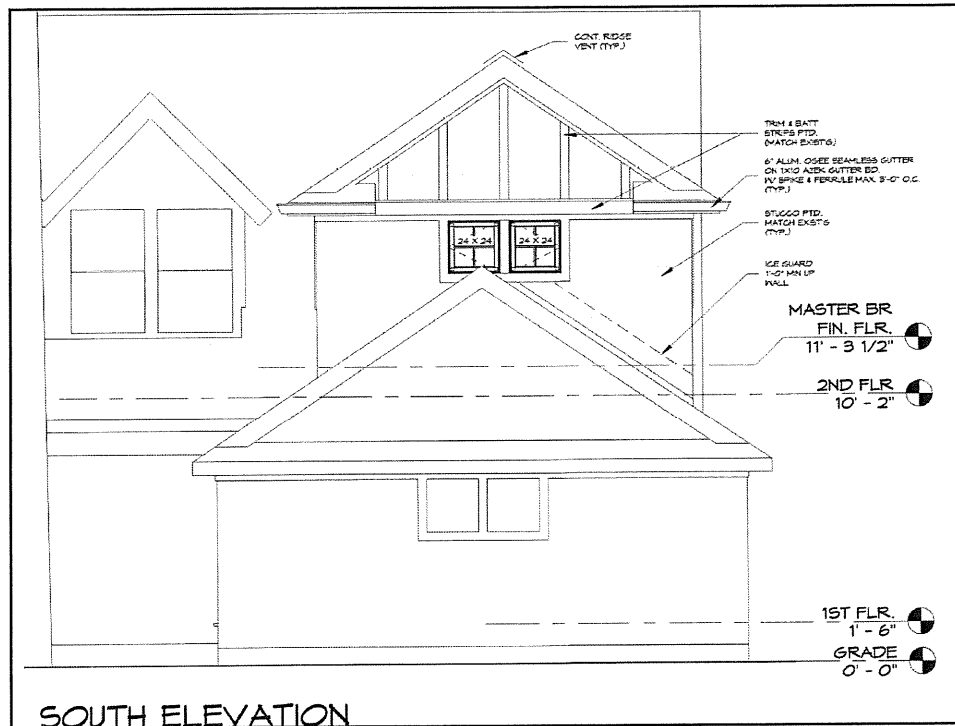 CONT. RIDGE
VENT (TYP.)
TRIM & BATT
STRIPS PTD.
(MATCH EXST'G)
6" ALUM. OGEE SEAMLESS GUTTER
ON 1X10 AZEK GUTTER BD.
W/ SPIKE & FERRULE MAX. 3'-0" O.C.
(TYP.)
STUCCO PTD.
MATCH EXST'G
(TYP.)
24 X 24
24 X 24
ICE GUARD
1'-0" MIN UP
WALL
MASTER BR
FIN. FLR.
11' - 3 1/2"
2ND FLR
10' - 2"
1ST FLR.
1' - 6"
GRADE
0' - 0"
SOUTH ELEVATION